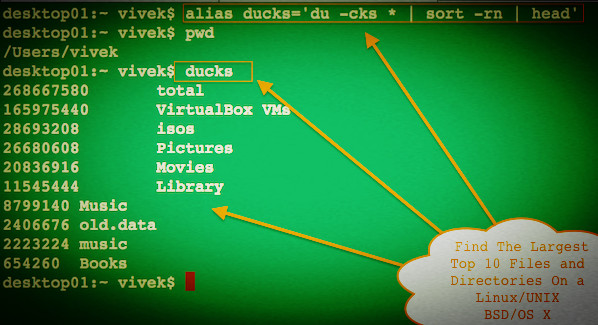 desktop01:~ vivek$ alias ducks='du -cks * | sort -rn | head'
desktop01:~ vivek$ pwd
/Users/vivek
desktop01:~ vivek$ ducks
268667580 total
165975440 VirtualBox VMs
28693208 isos
26680608 Pictures
20836916 Movies
11545444 Library
8799140 Music
2406676 old.data
2223224 music
654260 Books
desktop01:~ vivek$
Find The Largest
Top 10 Files and
Directories On a
Linux/UNIX
BSD/OS X